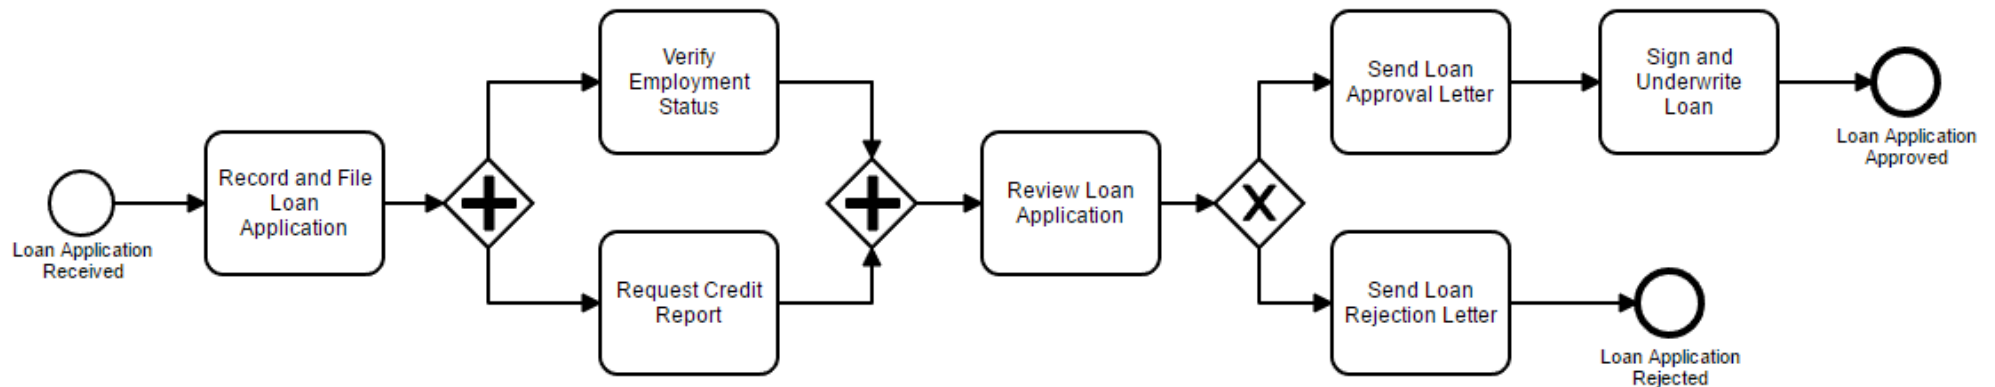 Loan Application
Received
Record and File
Loan
Application
Verify
Employment
Status
Request Credit
Report
Review Loan
Application
X
Send Loan
Approval Letter
Sign and
Underwrite
Loan
Loan Application
Approved
Send Loan
Rejection Letter
Loan Application
Rejected